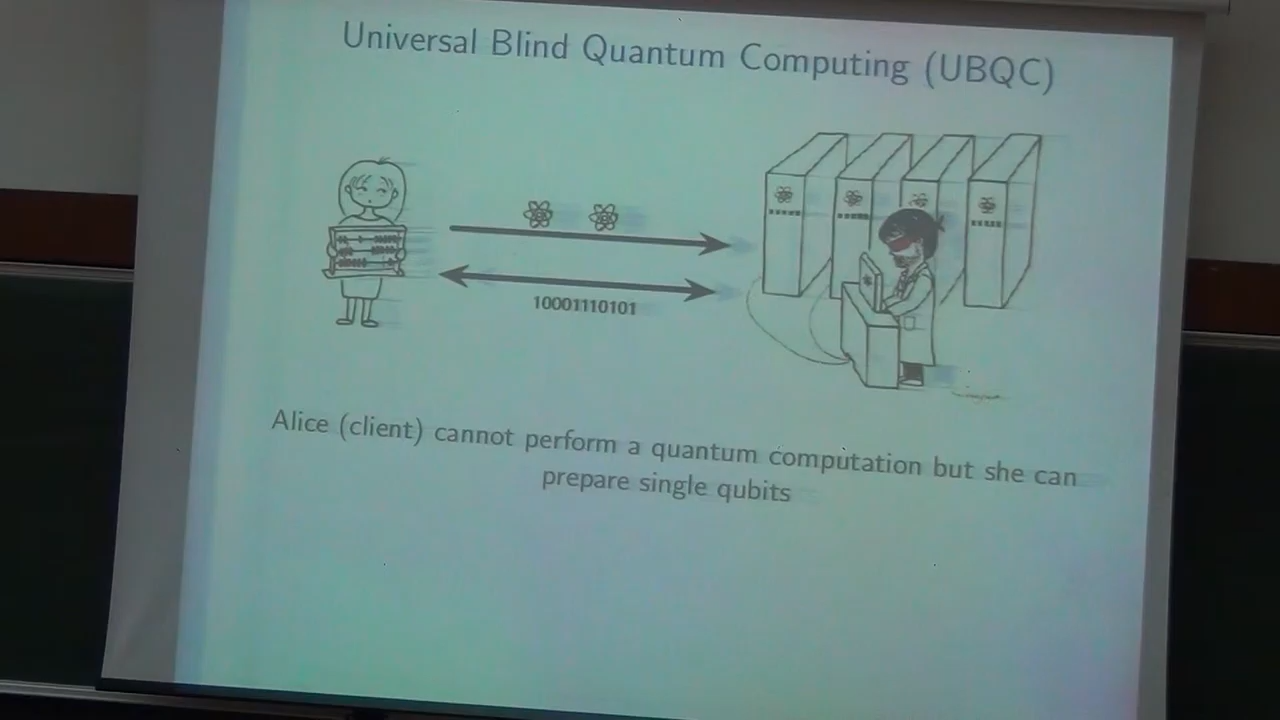 Universal Blind Quantum Computing (UBQC)
10001110101
Alice (client) cannot perform a quantum computation but she can
prepare single qubits